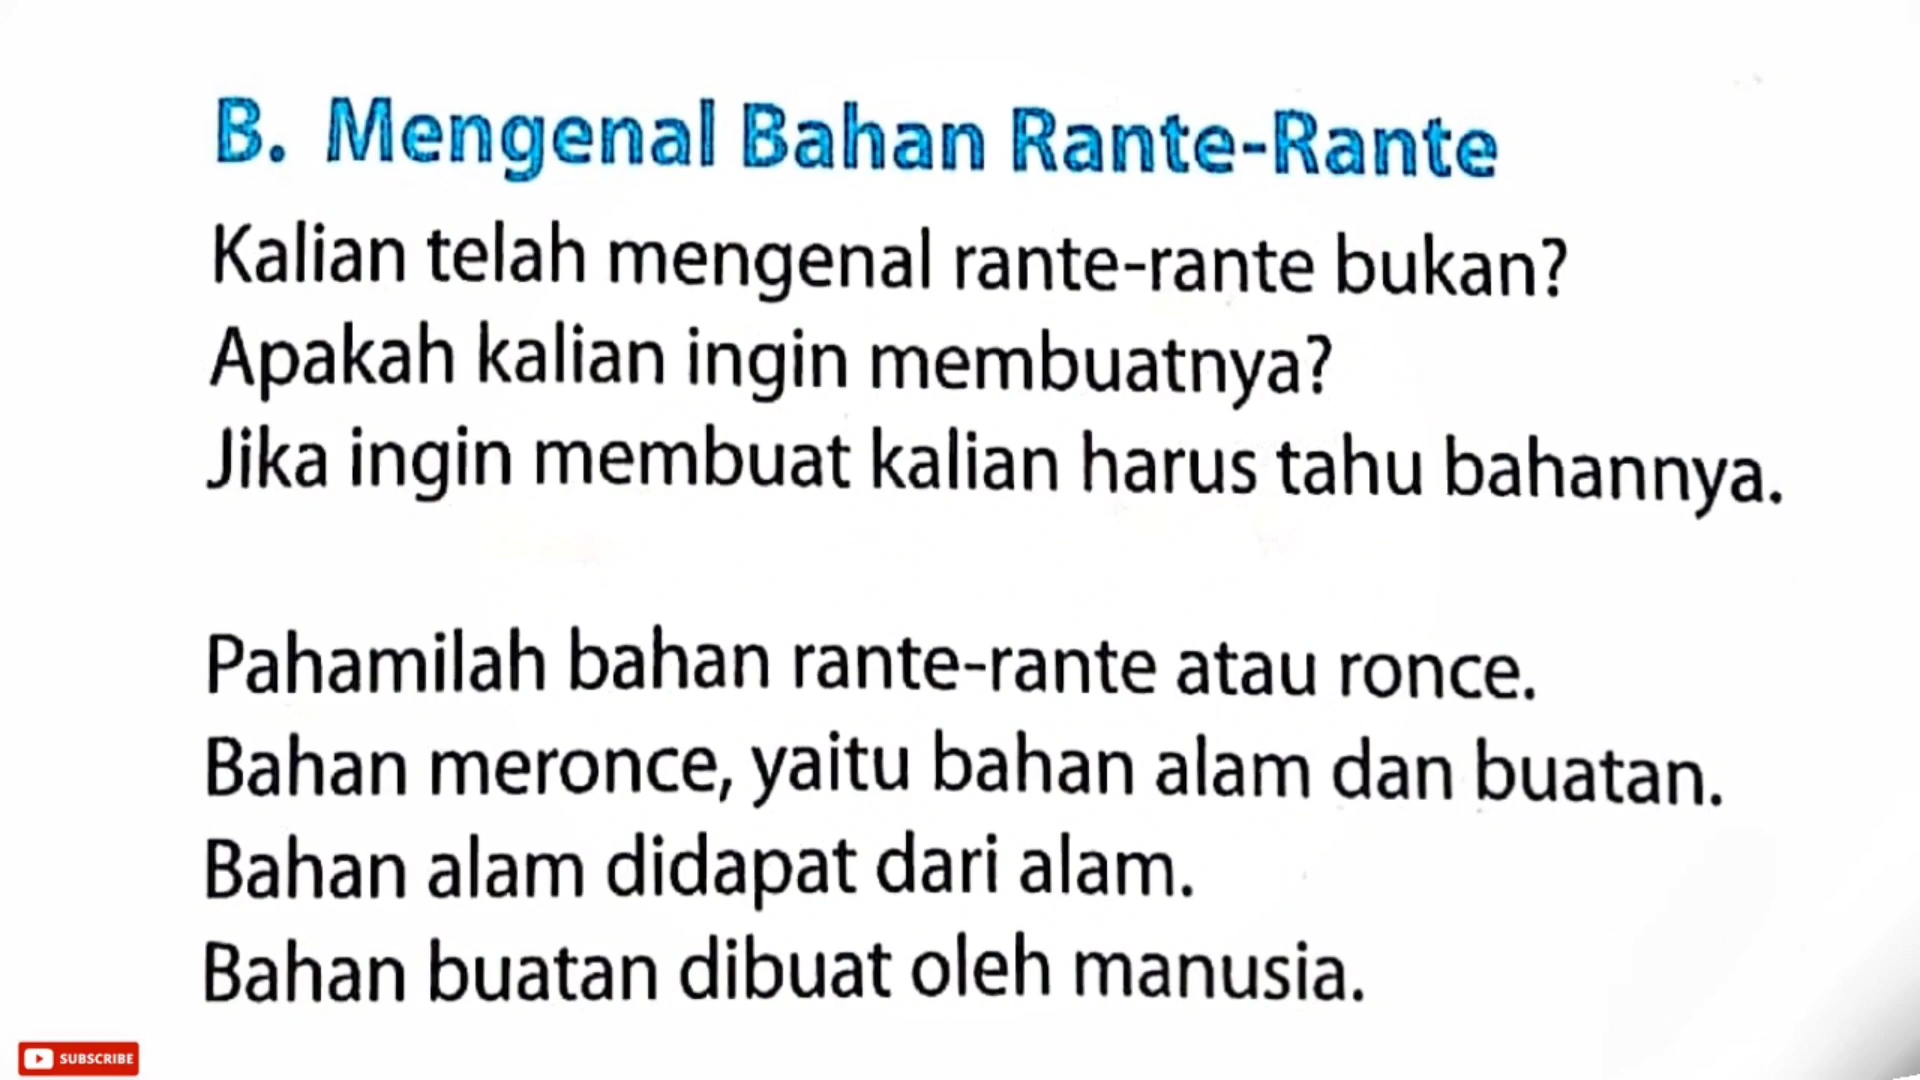 B. Mengenal Bahan Rante-Rante
Kalian telah mengenal rante-rante bukan?
Apakah kalian ingin membuatnya?
Jika ingin membuat kalian harus tahu bahannya.
Pahamilah bahan rante-rante atau ronce.
Bahan meronce, yaitu bahan alam dan buatan.
Bahan alam didapat dari alam.
Bahan buatan dibuat oleh manusia.
SUBSCRIBE